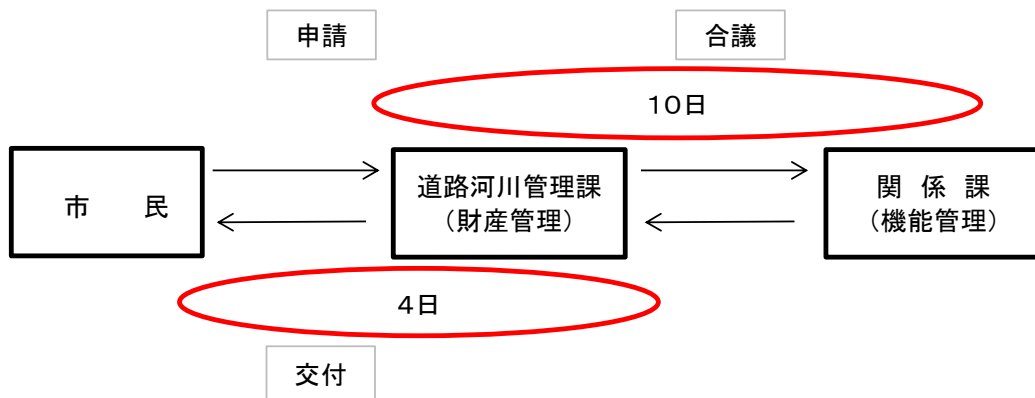 申請
合議
10日
市　　民
道路河川管理課
（財産管理）
関 係 課
（機能管理）
4日
交付